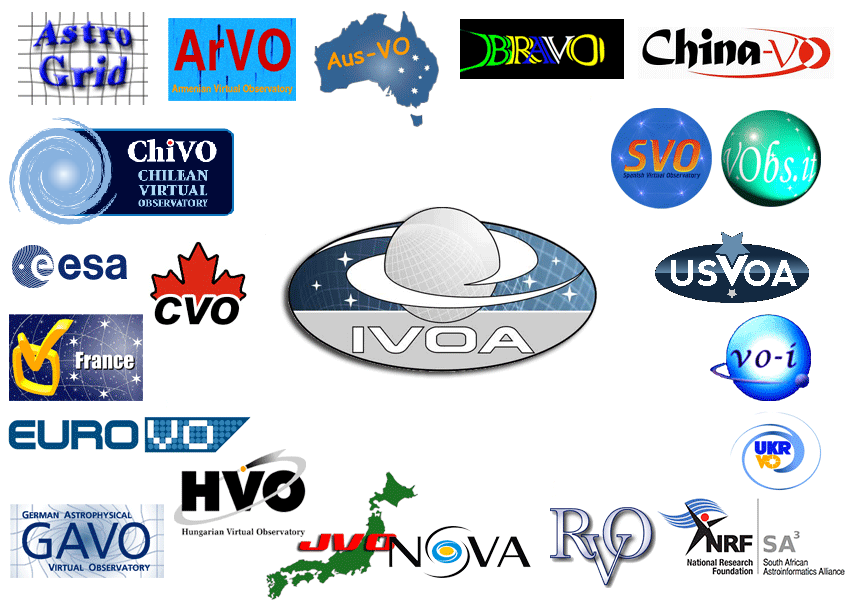 Astro
Grid
ArVO
Armenian Virtual Observatory
Aus-VO
BRAVO
China-VO
ChiVO
CHILEAN
VIRTUAL
OBSERVATORY
SVO
Spanish Virtual Observatory
VObs.it
esa
CVO
IVOA
USVOA
VO
France
vo-i
EURO VO
UKR
VO
HVO
Hungarian Virtual Observatory
GERMAN ASTROPHYSICAL
GAVO
VIRTUAL OBSERVATORY
JVO
NOVA
RVO
NRF
National Research
Foundation
SA3
South African
Astroinformatics Alliance